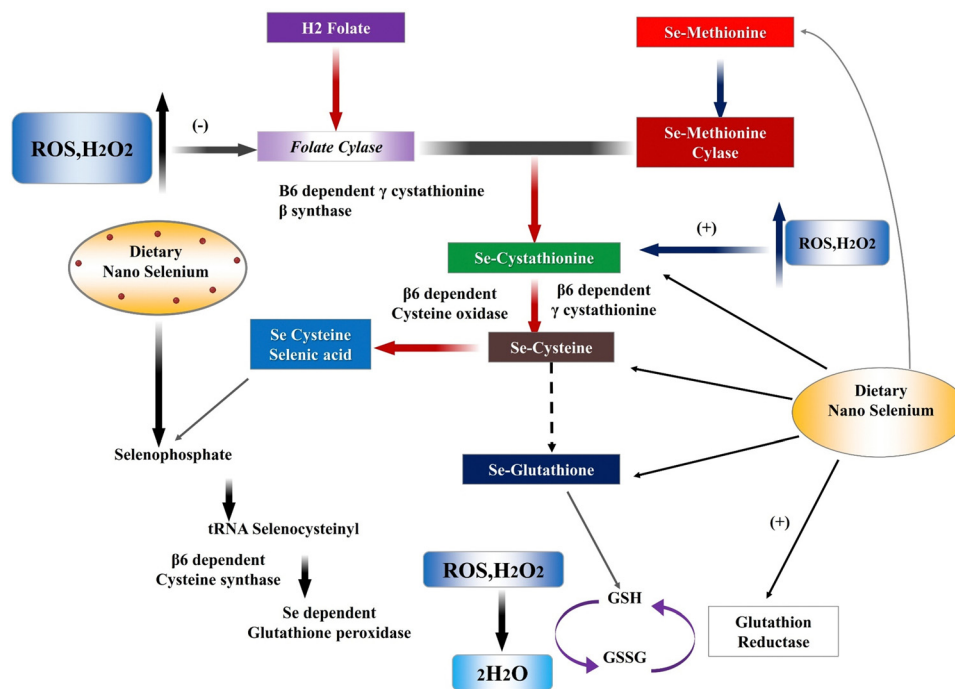 H2 Folate
Se-Methionine
ROS,H2O2
(-)
Folate Cylase
Se-Methionine
Cylase
B6 dependent γ cystathionine
β synthase
Dietary
Nano Selenium
Se-Cystathionine
(+)
ROS,H2O2
β6 dependent
Cysteine oxidase
β6 dependent
γ cystathionine
Se Cysteine
Selenic acid
Se-Cysteine
Dietary
Nano Selenium
Selenophosphate
Se-Glutathione
tRNA Selenocysteinyl
(+)
β6 dependent
Cysteine synthase
ROS,H2O2
Se dependent
Glutathione peroxidase
GSH
Glutathion
Reductase
GSSG
2H2O